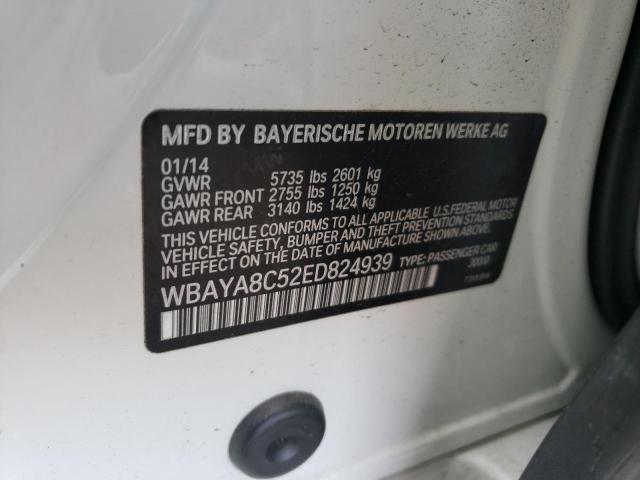 MFD BY BAYERISCHE MOTOREN WERKE AG
01/14
GVWR 5735 lbs 2601 kg
GAWR FRONT 2755 lbs 1250 kg
GAWR REAR 3140 lbs 1424 kg
THIS VEHICLE CONFORMS TO ALL APPLICABLE U.S.FEDERAL MOTOR
VEHICLE SAFETY, BUMPER AND THEFT PREVENTION STANDARDS
IN EFFECT ON THE DATE OF MANUFACTURE SHOWN ABOVE.
WBAYA8C52ED824939 TYPE: PASSENGER CAR